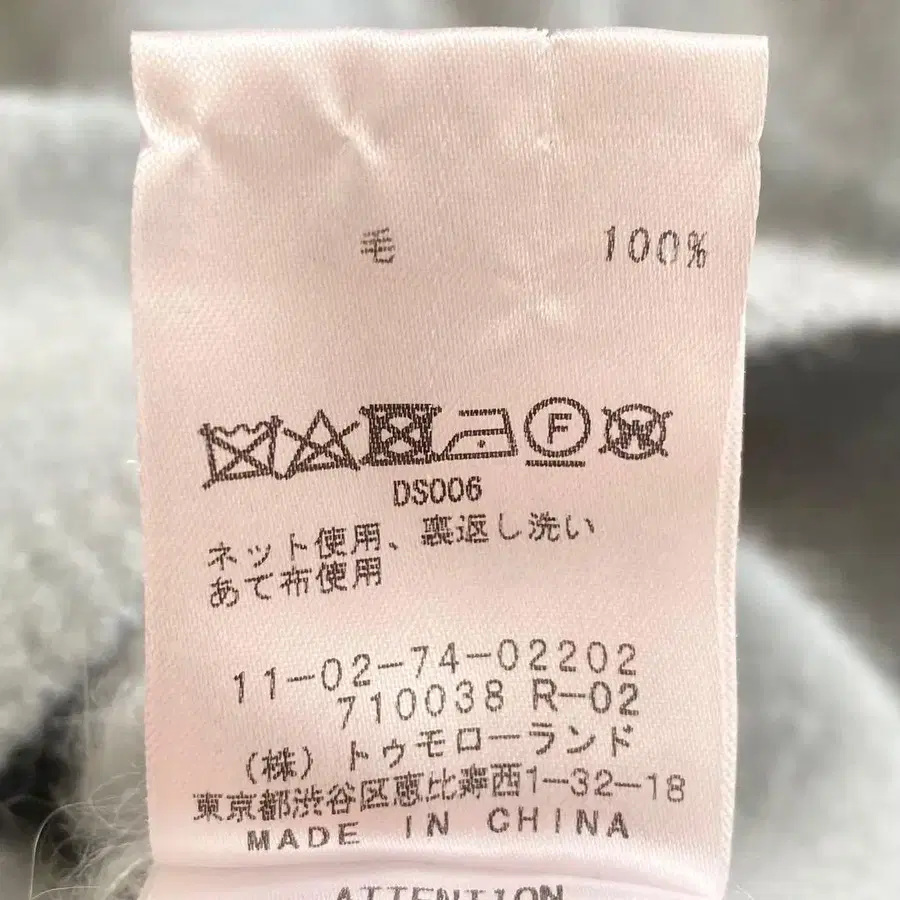 毛 100%
F W
DS006
ネット使用、裏返し洗い
あて布使用
11-02-74-02202
710038 R-02
(株) トゥモローランド
東京都渋谷区恵比寿西1-32-18
MADE IN CHINA
ATTENTION